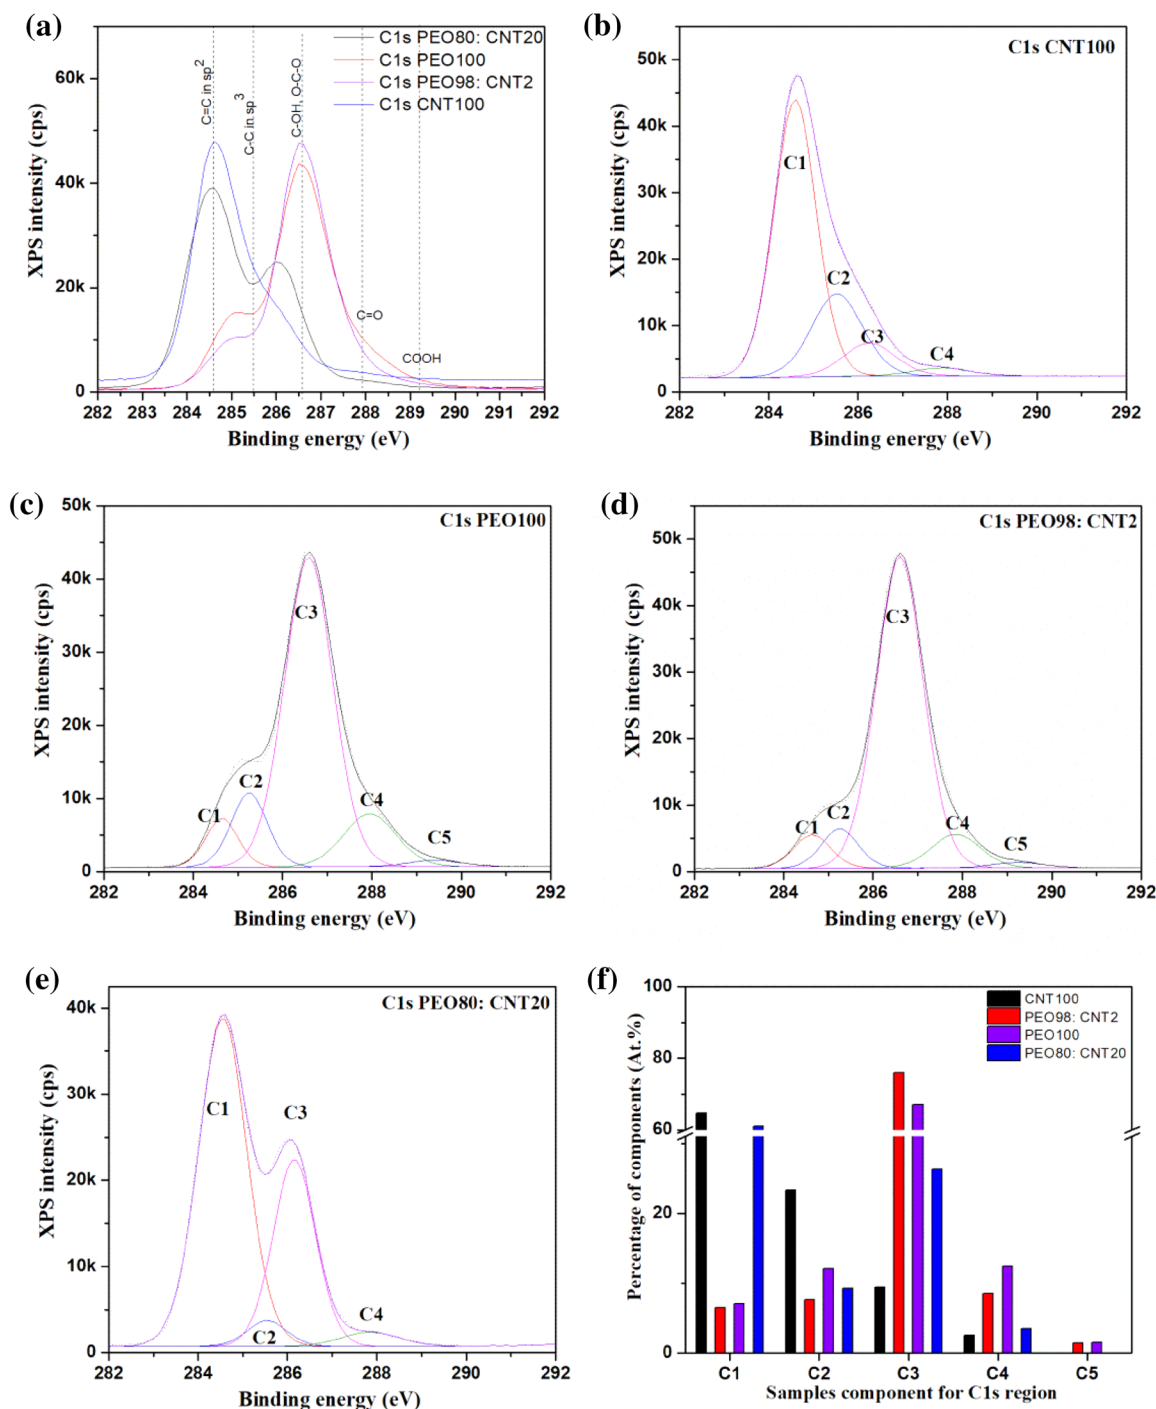 (a)
C1s PEO80: CNT20
C1s PEO100
C1s PEO98: CNT2
C1s CNT100
C=C in sp2
C-C in sp3
C-OH, O-C-O
C=O
COOH
60k
40k
20k
0
XPS intensity (cps)
282 283 284 285 286 287 288 289 290 291 292
Binding energy (eV)
(b)
C1s CNT100
C1
C2
C3
C4
50k
40k
30k
20k
10k
0
XPS intensity (cps)
282 284 286 288 290 292
Binding energy (eV)
(c)
C1s PEO100
C3
C2
C1
C4
C5
50k
40k
30k
20k
10k
0
XPS intensity (cps)
282 284 286 288 290 292
Binding energy (eV)
(d)
C1s PEO98: CNT2
C3
C2
C1
C4
C5
50k
40k
30k
20k
10k
0
XPS intensity (cps)
282 284 286 288 290 292
Binding energy (eV)
(e)
C1s PEO80: CNT20
C1
C3
C2
C4
40k
30k
20k
10k
0
XPS intensity (cps)
282 284 286 288 290 292
Binding energy (eV)
(f)
CNT100
PEO98: CNT2
PEO100
PEO80: CNT20
100
80
60
20
0
Percentage of components (At.%)
C1 C2 C3 C4 C5
Samples component for C1s region